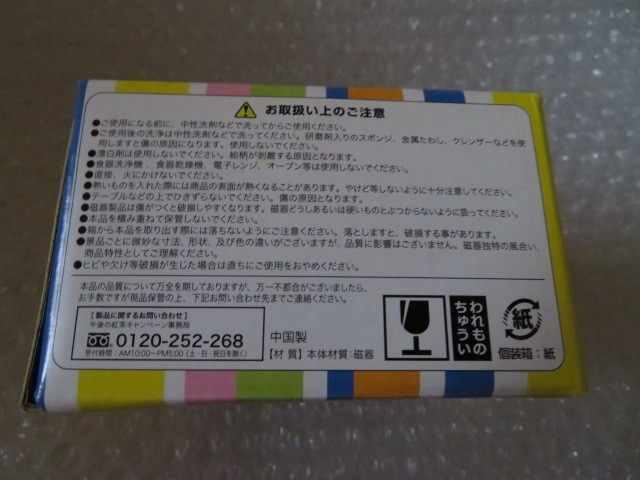 お取扱い上のご注意
●ご使用になる前に、中性洗剤などで洗ってからご使用ください。
●ご使用後の洗浄は中性洗剤などで洗ってください。研磨剤入りのスポンジ、金属たわし、クレンザーなどを使
用しますと傷の原因になります。使用しないでください。
●漂白剤は使用しないでください。絵柄が剥離する原因となります。
●食器洗浄機、食器乾燥機、電子レンジ、オーブン等は使用しないでください。
●直接、火にかけないでください。
●熱いものを入れた際には商品の表面が熱くなることがあります。やけど等しないように十分注意してください。
●テーブルなどの上でひきずらないでください。傷の原因となります。
●磁器製品は傷がつくと破損しやすくなります。磁器どうしあるいは硬いものとぶつからないように扱ってください。
●本品を積み重ねて保管しないでください。
●箱から本品を取り出す際には落ちないようにご注意ください。落としますと、破損する事があります。
●景品ごとに微妙な寸法、形状、及び色の違いがございますが、品質に影響はございません。磁器独特の風合い、
商品特性としてご理解ください。
●ヒビや欠け等破損が生じた場合は直ちにご使用をおやめください。
本品の品質について万全を期しておりますが、万一不都合がございましたら、
お手数ですが現品保管の上、下記お問い合わせ先までご連絡ください。
【製品に関するお問い合わせ】
午後の紅茶キャンペーン事務局
0120-252-268
受付時間:AM10:00~PM5:00(土・日・祝日を除く)
中国製
【材質】本体材質:磁器
われもの
ちゅうい
紙
個装箱:紙